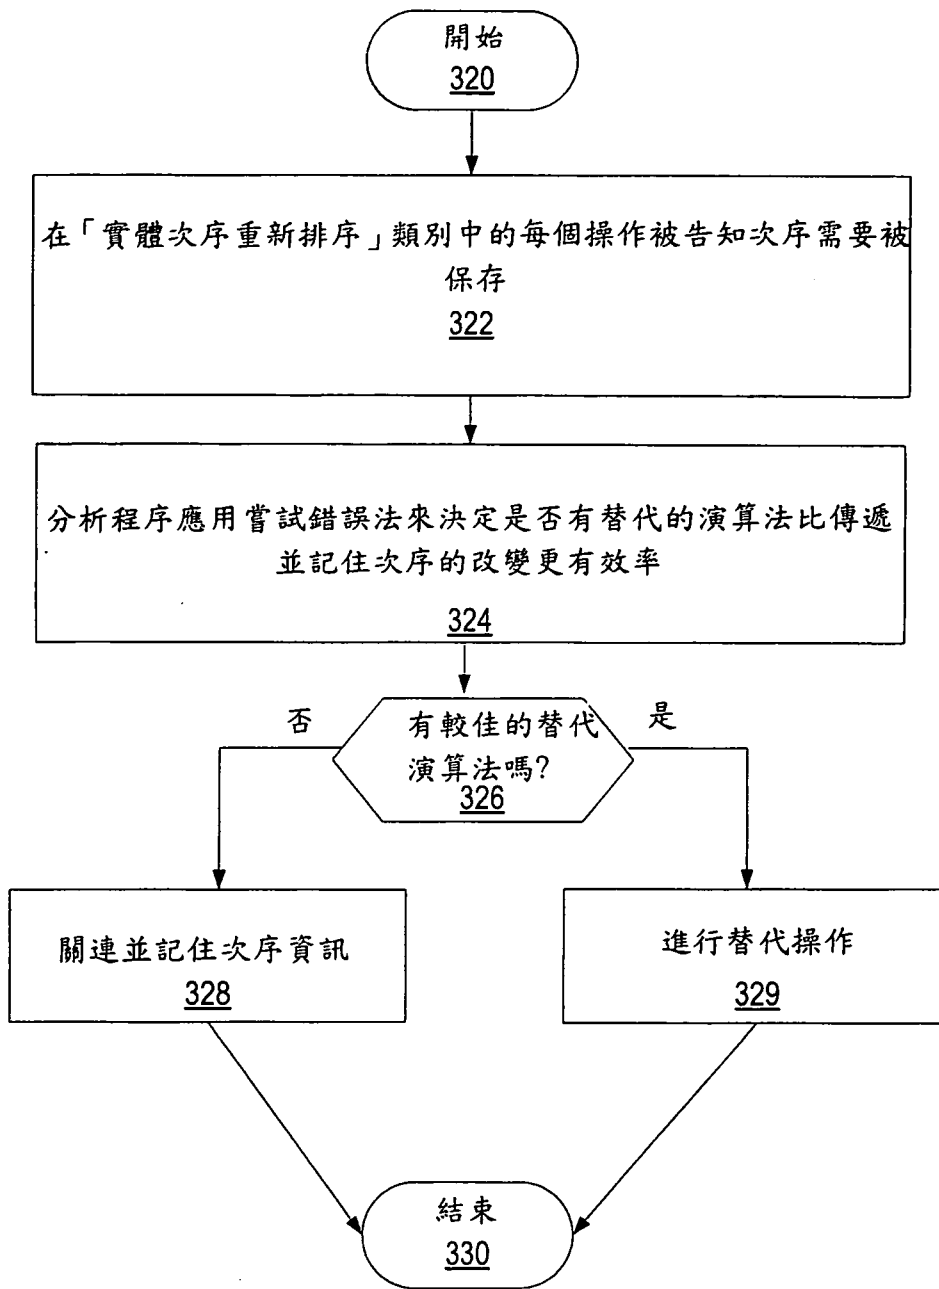 開始
320
在「實體次序重新排序」類別中的每個操作被告知次序需要被
保存
322
分析程序應用嘗試錯誤法來決定是否有替代的演算法比傳遞
並記住次序的改變更有效率
324
否
有較佳的替代
是
演算法嗎?
326
關連並記住次序資訊
328
進行替代操作
329
結束
330